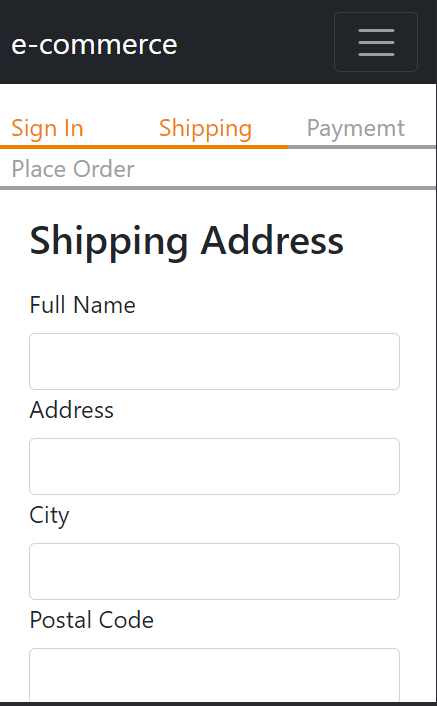 e-commerce
Sign In Shipping Paymemt
Place Order
Shipping Address
Full Name
Address
City
Postal Code